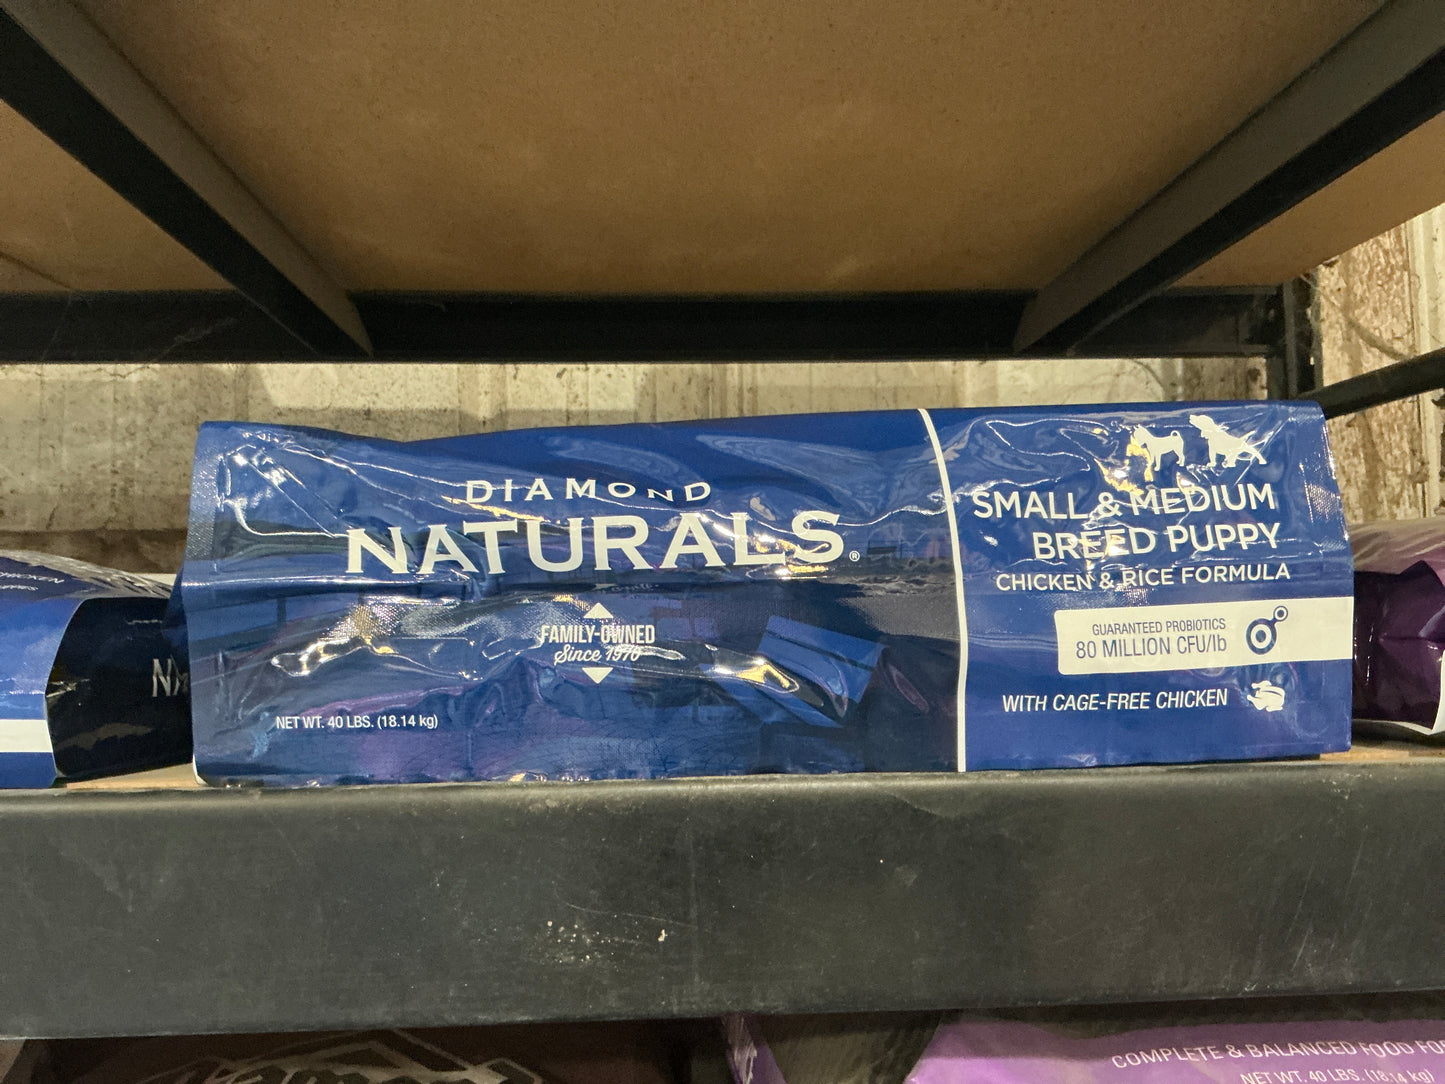 DIAMOND
NATURALS®
FAMILY-OWNED
Since 1970
NET WT. 40 LBS. (18.14 kg)
SMALL & MEDIUM
BREED PUPPY
CHICKEN & RICE FORMULA
GUARANTEED PROBIOTICS
80 MILLION CFU/lb
WITH CAGE-FREE CHICKEN
COMPLETE & BALANCED FOOD FOR
NET WT. 40 LBS. (18.14 kg)